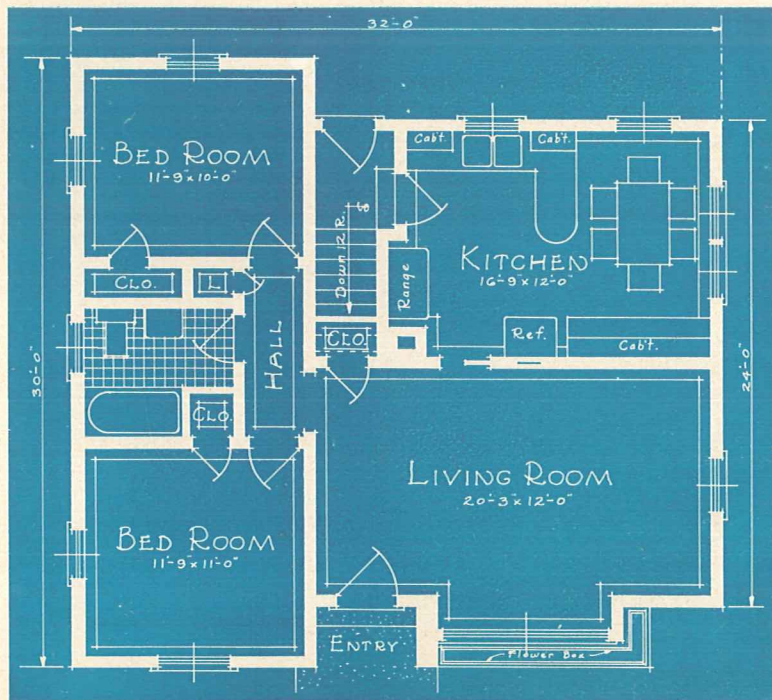 32'-0"
BED ROOM
11'-9" x 10'-0"
Cab't.
Cab't.
Down 12 R.
KITCHEN
16'-9" x 12'-0"
Range
CLO.
L
Ref.
Cab't.
CLO.
HALL
30'-0"
24'-0"
CLO.
LIVING ROOM
20'-3" x 12'-0"
BED ROOM
11'-9" x 11'-0"
ENTRY
Flower Box